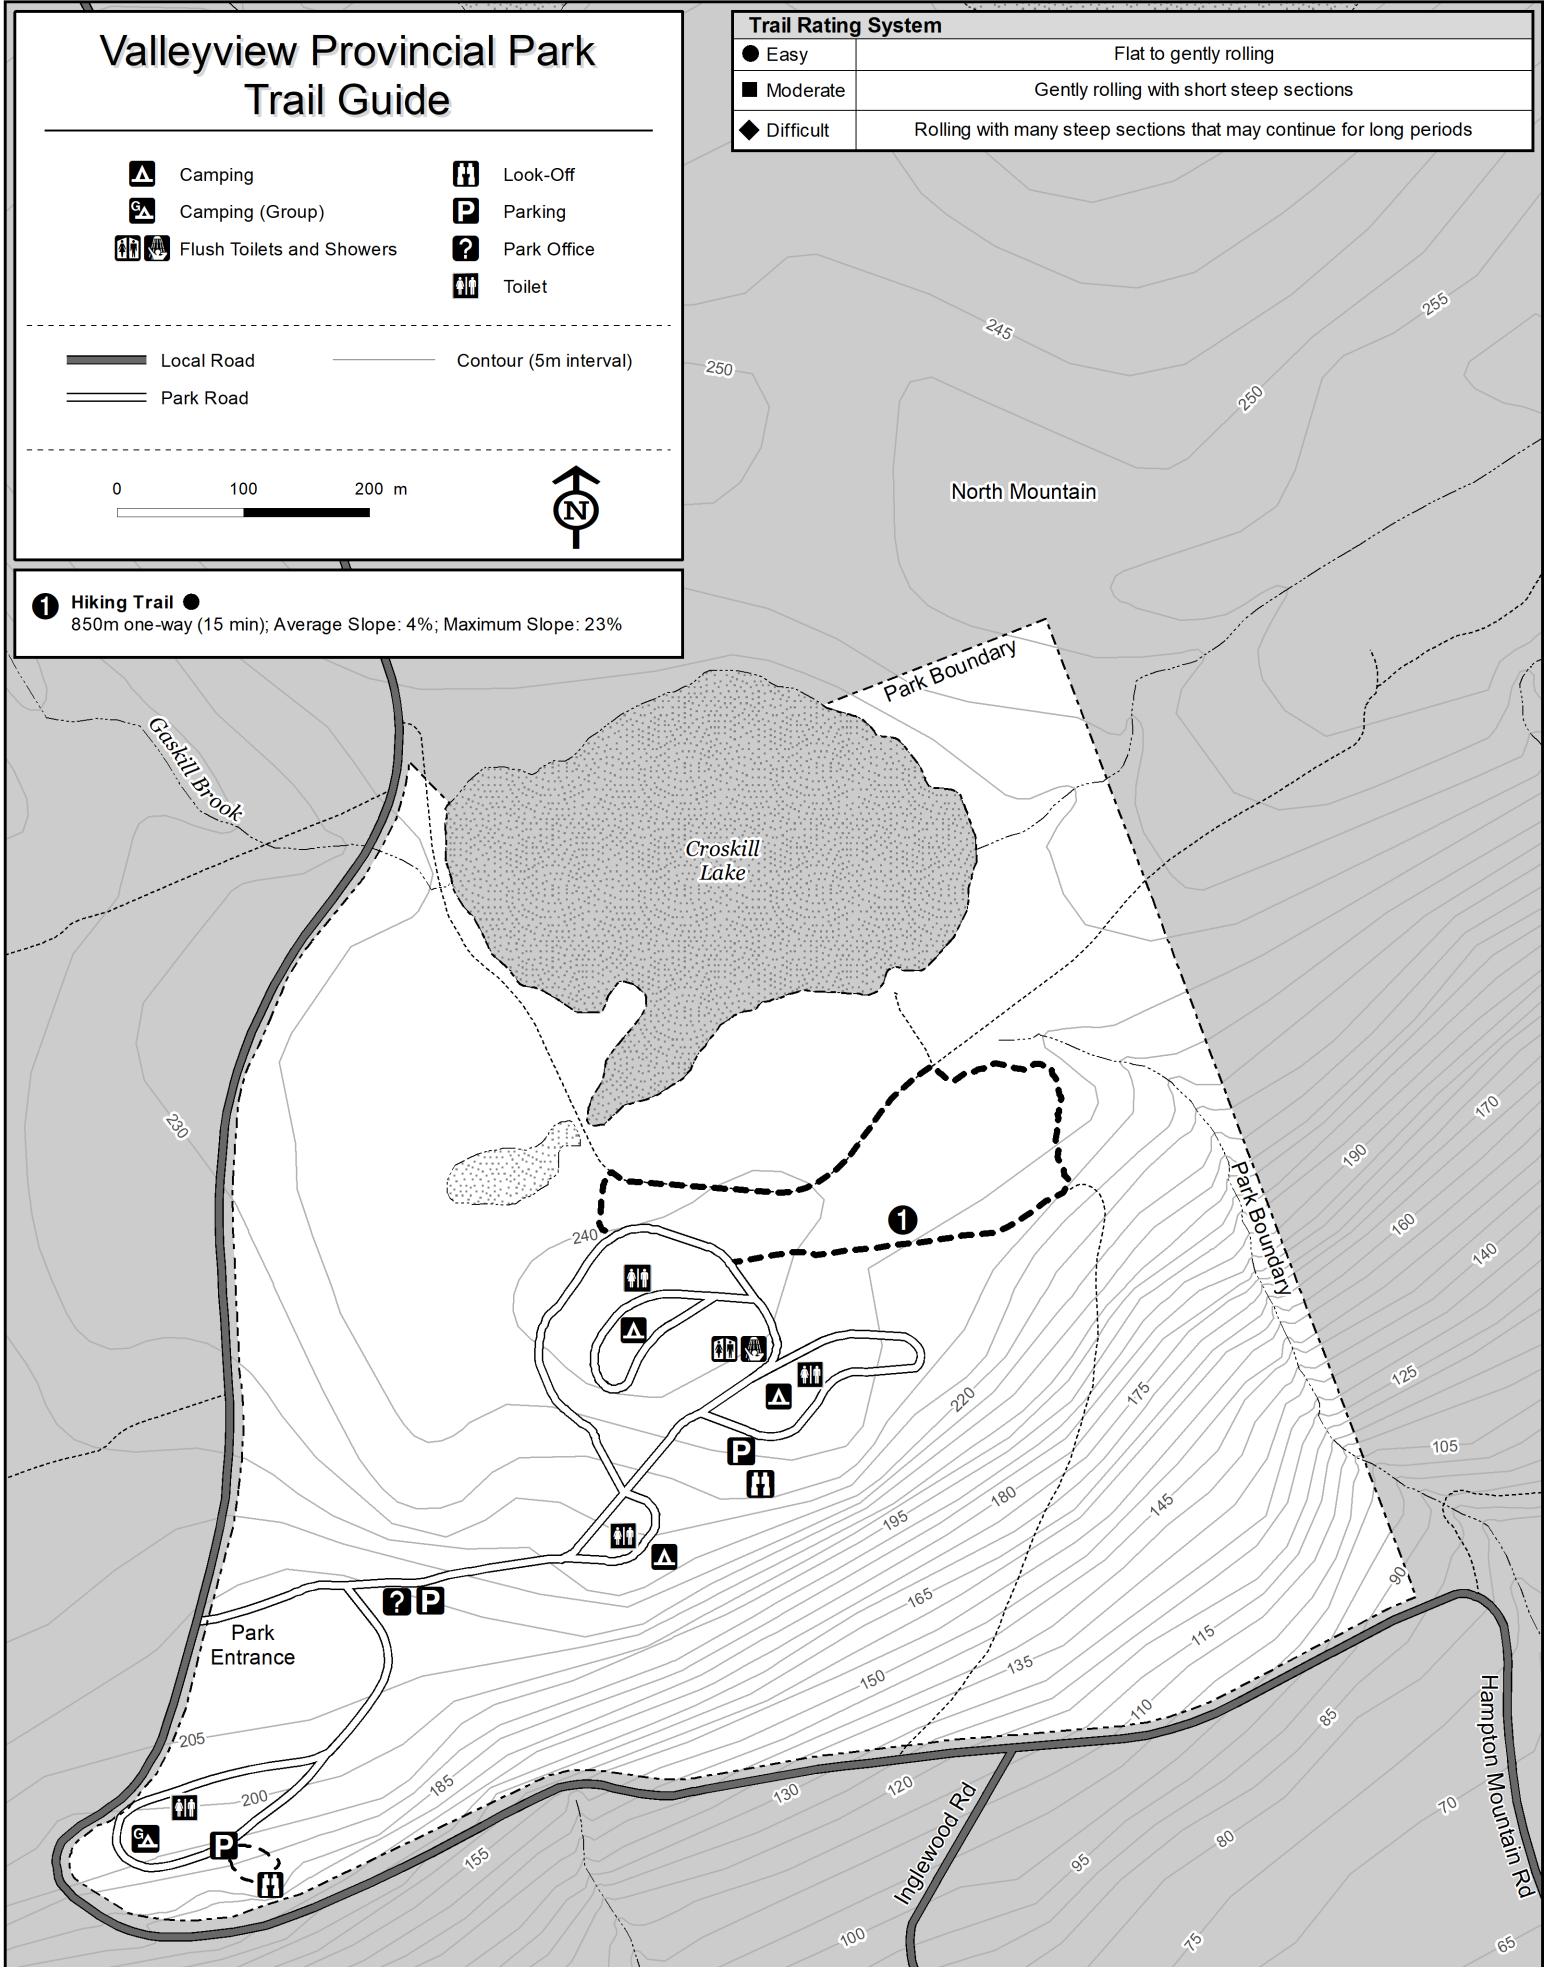 Valleyview Provincial Park
Trail Guide
Camping
Camping (Group)
Flush Toilets and Showers
Look-Off
Parking
Park Office
Toilet
Local Road
Park Road
Contour (5m interval)
0 100 200 m
N
1 Hiking Trail
850m one-way (15 min); Average Slope: 4%; Maximum Slope: 23%
Trail Rating System
Easy Flat to gently rolling
Moderate Gently rolling with short steep sections
Difficult Rolling with many steep sections that may continue for long periods
255
245
250
250
North Mountain
Park Boundary
Gaskill Brook
Croskill
Lake
230
170
190
Park Boundary
160
140
1
240
125
220
175
105
P
180
145
195
90
165
? P
Park
Entrance
115
135
150
110
Hampton Mountain Rd
85
205
185
200
130
120
70
Inglewood Rd
G
P
80
155
95
100
75
65